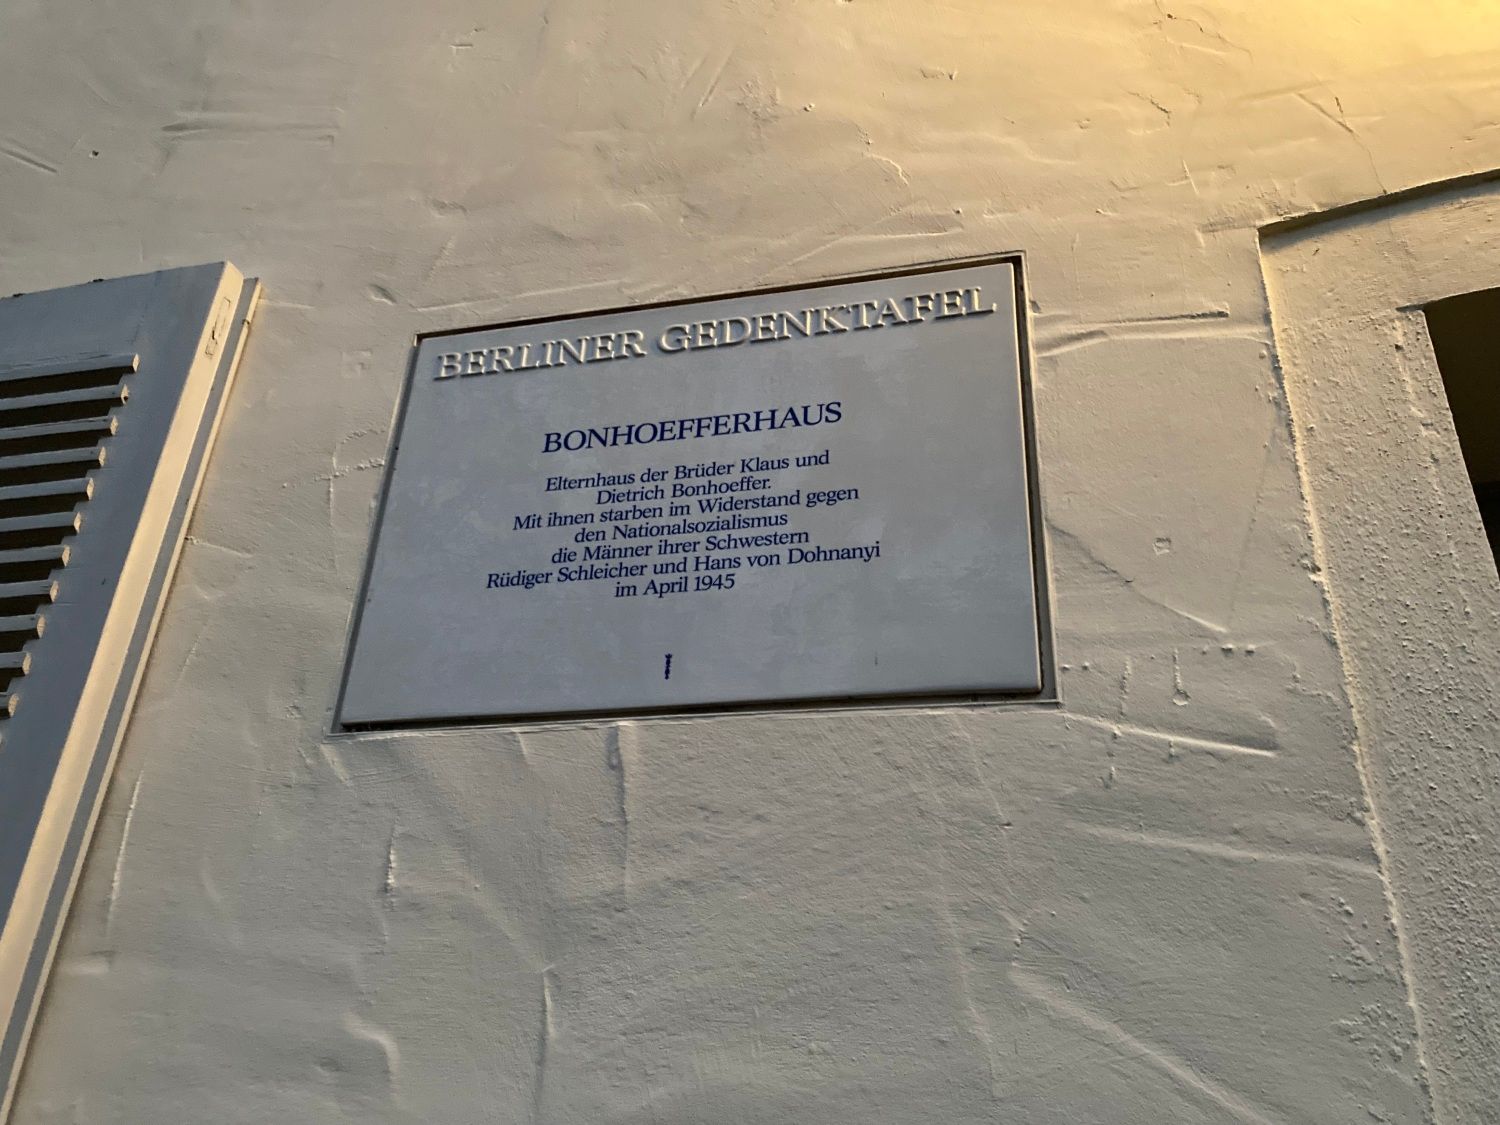 BERLINER GEDENKTAFEL
BONHOEFFERHAUS
Elternhaus der Brüder Klaus und
Dietrich Bonhoeffer.
Mit ihnen starben im Widerstand gegen
den Nationalsozialismus
die Männer ihrer Schwestern
Rüdiger Schleicher und Hans von Dohnanyi
im April 1945